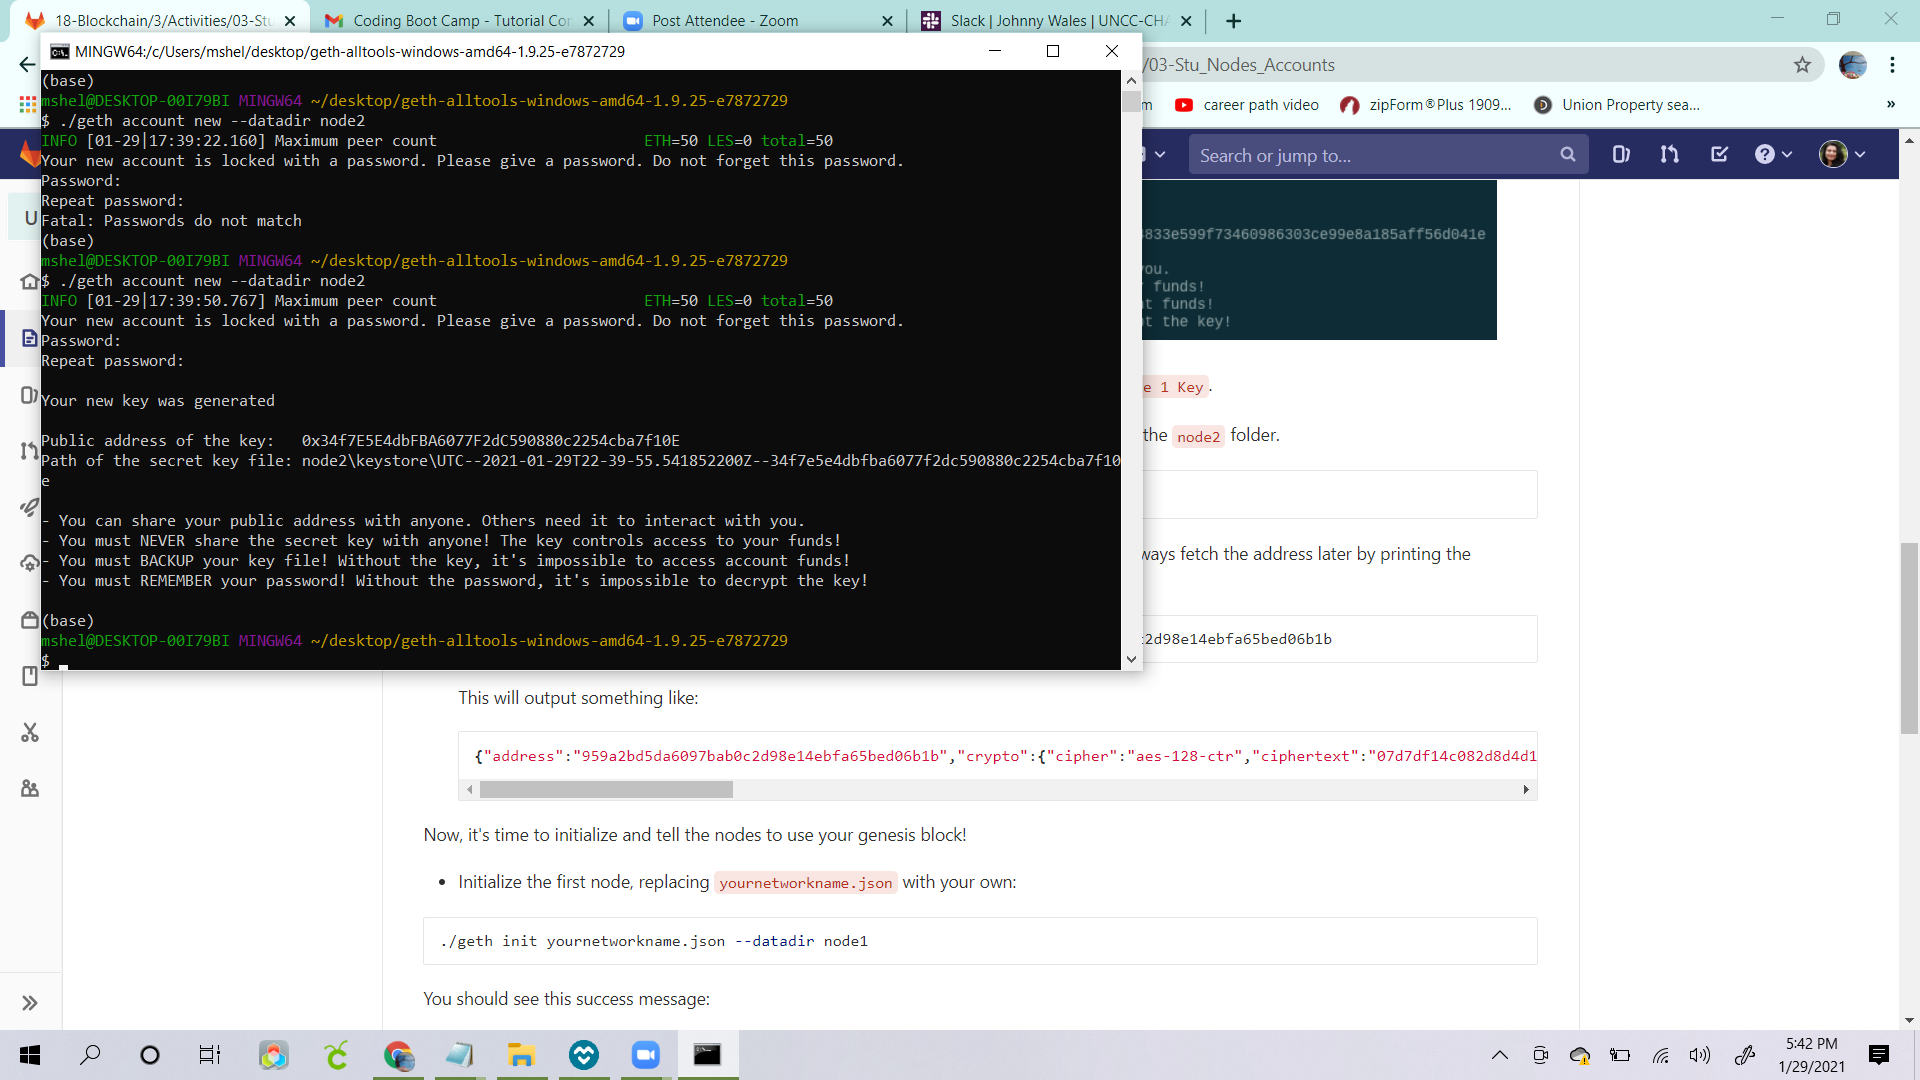 18-Blockchain/3/Activities/03-Stu
Coding Boot Camp - Tutorial Con
Post Attendee - Zoom
Slack | Johnny Wales | UNCC-CHA
MINGW64:/c/Users/mshel/desktop/geth-alltools-windows-amd64-1.9.25-e7872729
/03-Stu_Nodes_Accounts
career path video
zipForm®Plus 1909...
Union Property sea...
»
Search or jump to...
U
(base)
mshel@DESKTOP-00I79BI MINGW64 ~/desktop/geth-alltools-windows-amd64-1.9.25-e7872729
$ ./geth account new --datadir node2
INFO [01-29|17:39:22.160] Maximum peer count ETH=50 LES=0 total=50
Your new account is locked with a password. Please give a password. Do not forget this password.
Password:
Repeat password:
Fatal: Passwords do not match
(base)
mshel@DESKTOP-00I79BI MINGW64 ~/desktop/geth-alltools-windows-amd64-1.9.25-e7872729
$ ./geth account new --datadir node2
INFO [01-29|17:39:50.767] Maximum peer count ETH=50 LES=0 total=50
Your new account is locked with a password. Please give a password. Do not forget this password.
Password:
Repeat password:
Your new key was generated
Public address of the key: 0x34f7E5E4dbFBA6077F2dC590880c2254cba7f10E
Path of the secret key file: node2\keystore\UTC--2021-01-29T22-39-55.541852200Z--34f7e5e4dbfba6077f2dc590880c2254cba7f10
e
- You can share your public address with anyone. Others need it to interact with you.
- You must NEVER share the secret key with anyone! The key controls access to your funds!
- You must BACKUP your key file! Without the key, it's impossible to access account funds!
- You must REMEMBER your password! Without the password, it's impossible to decrypt the key!
(base)
mshel@DESKTOP-00I79BI MINGW64 ~/desktop/geth-alltools-windows-amd64-1.9.25-e7872729
$
833e599f73460986303ce99e8a185aff56d041e
you.
funds!
t funds!
t the key!
e 1 Key.
the node2 folder.
ways fetch the address later by printing the
2d98e14ebfa65bed06b1b
This will output something like:
{"address":"959a2bd5da6097bab0c2d98e14ebfa65bed06b1b","crypto":{"cipher":"aes-128-ctr","ciphertext":"07d7df14c082d8d4d1
Now, it's time to initialize and tell the nodes to use your genesis block!
• Initialize the first node, replacing yournetworkname.json with your own:
./geth init yournetworkname.json --datadir node1
You should see this success message:
5:42 PM
1/29/2021